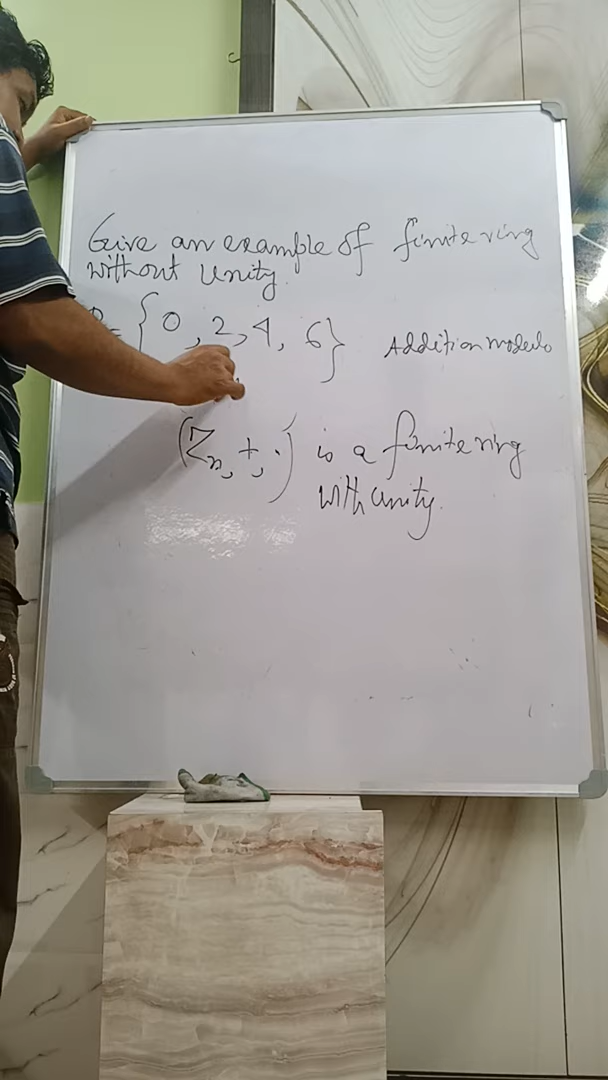 Give an example of finite ring
without unity.
R = {0, 2, 4, 6} Addition modulo
(Zn, +, ·) is a finite ring
with unity.